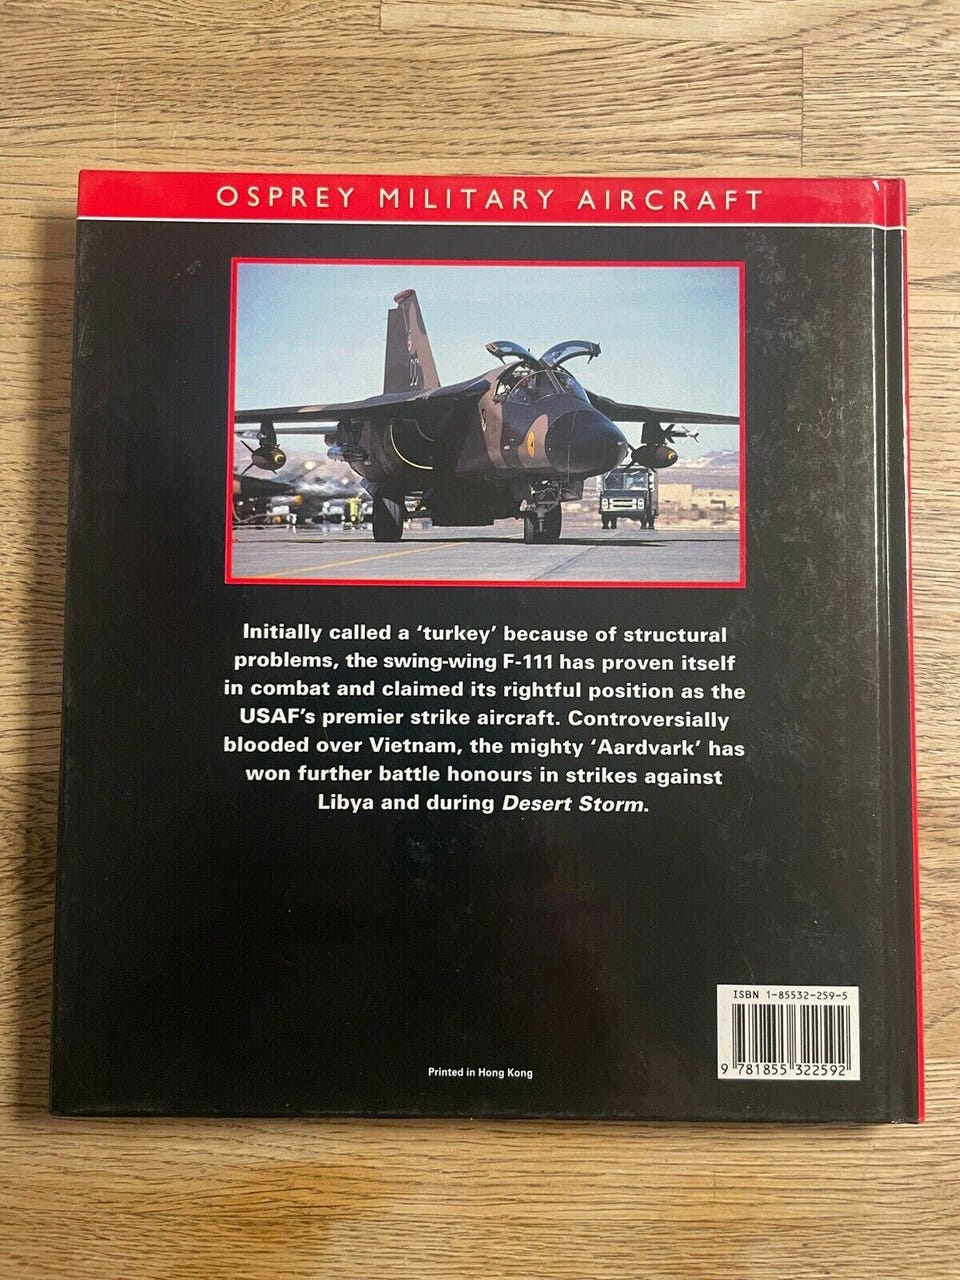 OSPREY MILITARY AIRCRAFT
Initially called a ‘turkey’ because of structural
problems, the swing-wing F-111 has proven itself
in combat and claimed its rightful position as the
USAF’s premier strike aircraft. Controversially
blooded over Vietnam, the mighty ‘Aardvark’ has
won further battle honours in strikes against
Libya and during Desert Storm.
ISBN 1-85532-259-5
9 781855 322592
Printed in Hong Kong